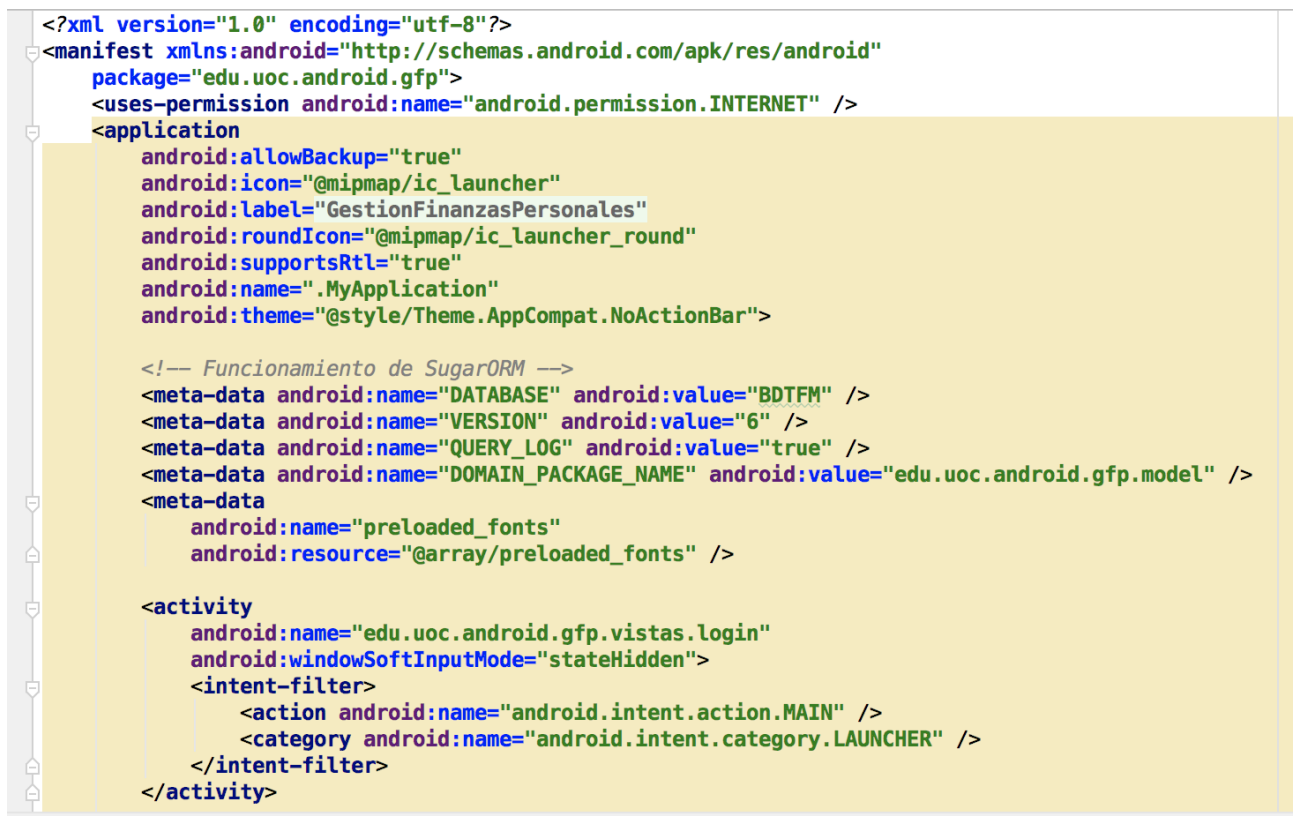 <?xml version="1.0" encoding="utf-8"?>
<manifest xmlns:android="http://schemas.android.com/apk/res/android"
    package="edu.uoc.android.gfp">
    <uses-permission android:name="android.permission.INTERNET" />
    <application
        android:allowBackup="true"
        android:icon="@mipmap/ic_launcher"
        android:label="GestionFinanzasPersonales"
        android:roundIcon="@mipmap/ic_launcher_round"
        android:supportsRtl="true"
        android:name=".MyApplication"
        android:theme="@style/Theme.AppCompat.NoActionBar">

        <!-- Funcionamiento de SugarORM -->
        <meta-data android:name="DATABASE" android:value="BDTFM" />
        <meta-data android:name="VERSION" android:value="6" />
        <meta-data android:name="QUERY_LOG" android:value="true" />
        <meta-data android:name="DOMAIN_PACKAGE_NAME" android:value="edu.uoc.android.gfp.model" />
        <meta-data
            android:name="preloaded_fonts"
            android:resource="@array/preloaded_fonts" />

        <activity
            android:name="edu.uoc.android.gfp.vistas.login"
            android:windowSoftInputMode="stateHidden">
            <intent-filter>
                <action android:name="android.intent.action.MAIN" />
                <category android:name="android.intent.category.LAUNCHER" />
            </intent-filter>
        </activity>